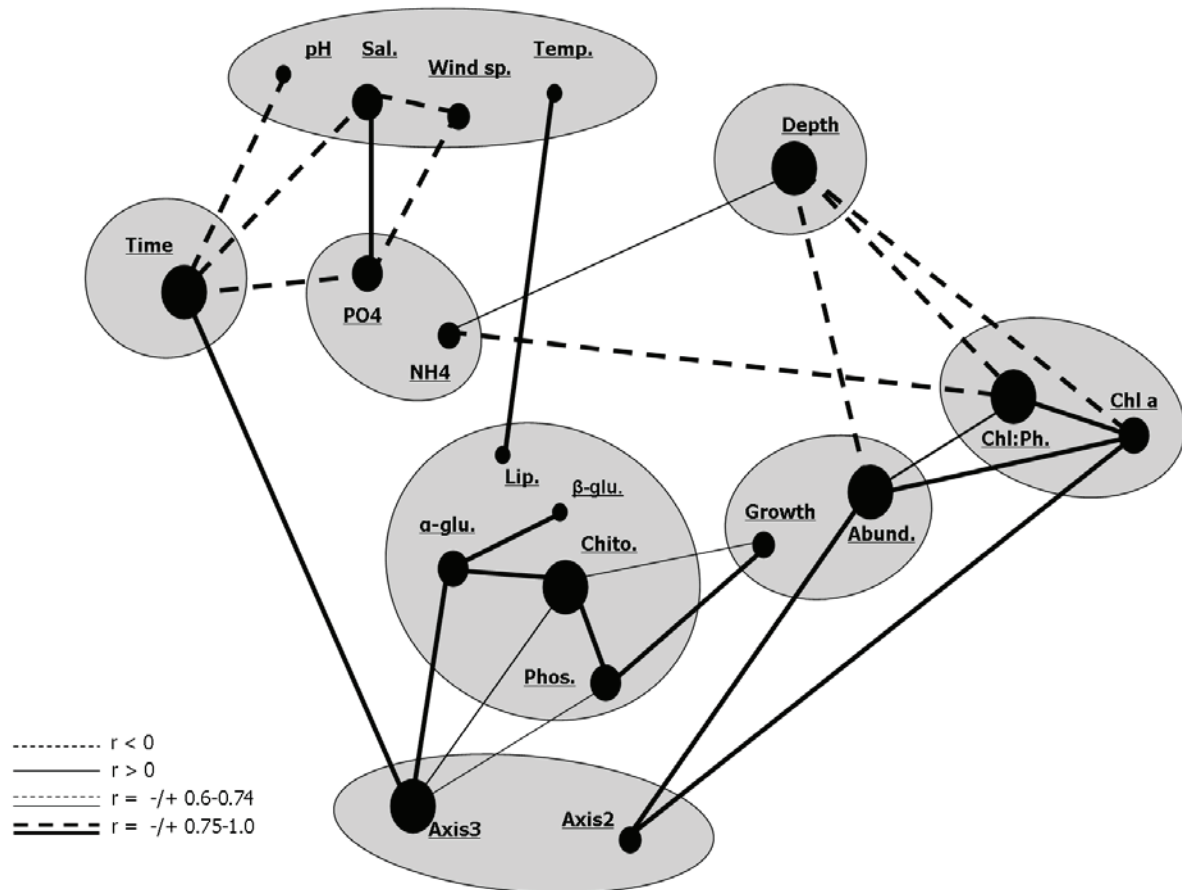 pH
Sal.
Wind sp.
Temp.
Depth
Time
PO4
NH4
Chl a
Chl:Ph.
Lip.
β-glu.
α-glu.
Chito.
Growth
Abund.
Phos.
Axis3
Axis2
r < 0
r > 0
r = -/+ 0.6-0.74
r = -/+ 0.75-1.0